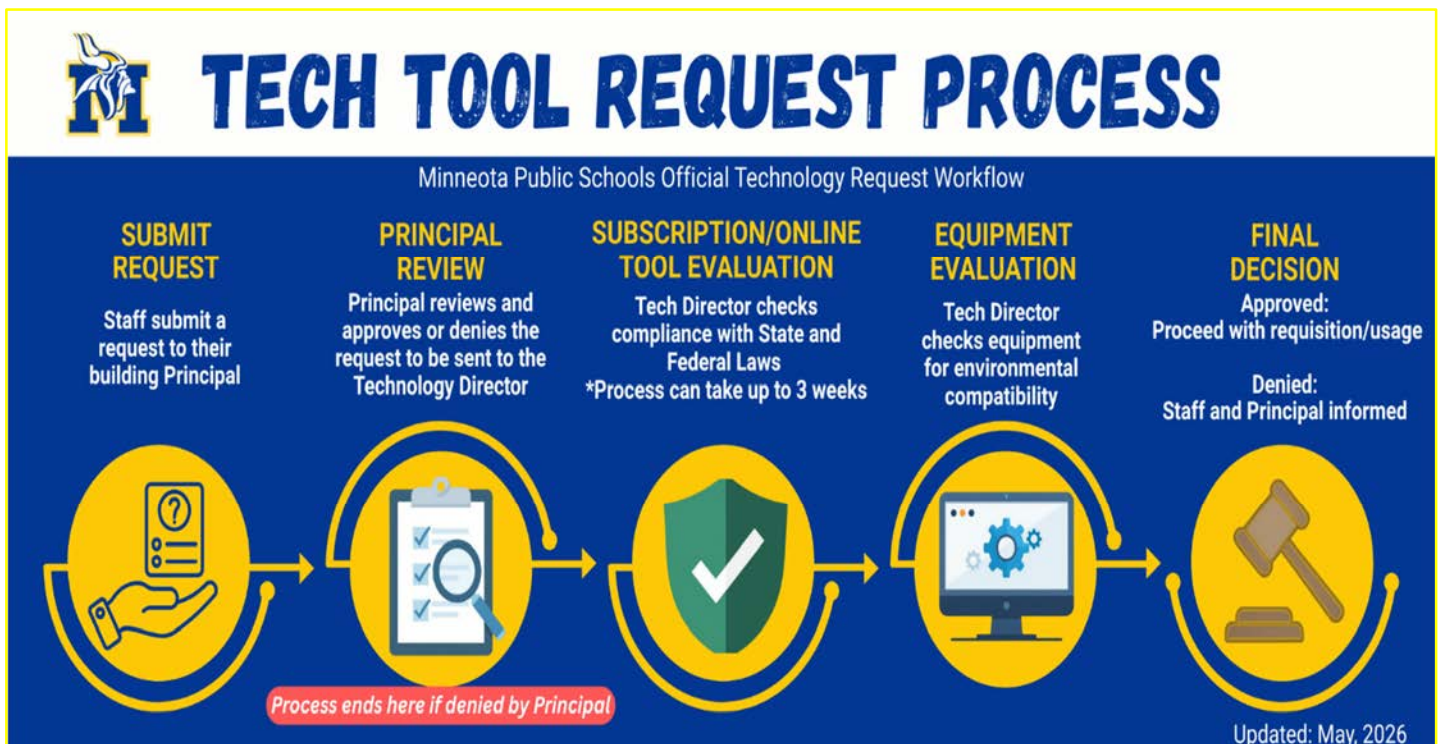 M
TECH TOOL REQUEST PROCESS
Minneota Public Schools Official Technology Request Workflow
SUBMIT
REQUEST
Staff submit a
request to their
building Principal
PRINCIPAL
REVIEW
Principal reviews and
approves or denies the
request to be sent to the
Technology Director
SUBSCRIPTION/ONLINE
TOOL EVALUATION
Tech Director checks
compliance with State and
Federal Laws
*Process can take up to 3 weeks
EQUIPMENT
EVALUATION
Tech Director
checks equipment
for environmental
compatibility
FINAL
DECISION
Approved:
Proceed with requisition/usage
Denied:
Staff and Principal informed
?
Process ends here if denied by Principal
Updated: May, 2026